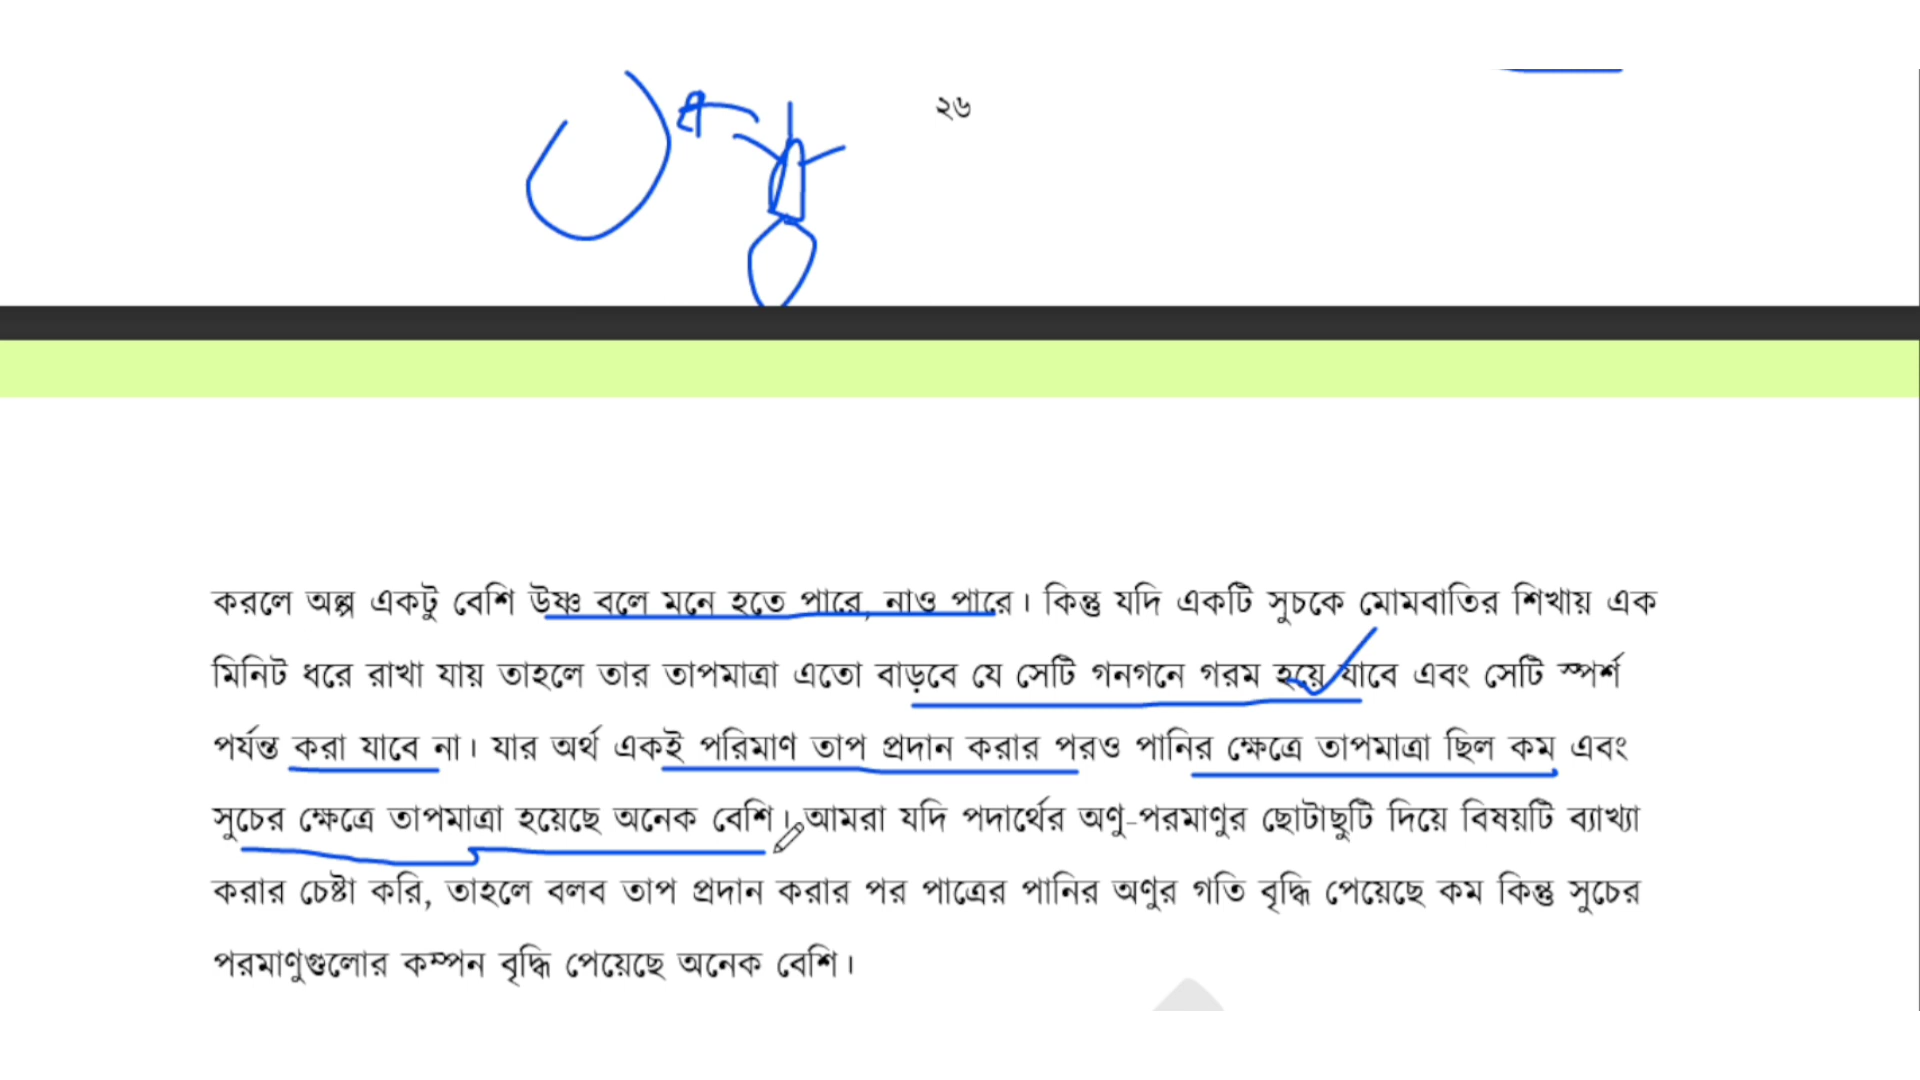 ২৬
করলে অল্প একটু বেশি উষ্ণ বলে মনে হতে পারে, নাও পারে। কিন্তু যদি একটি সুচকে মোমবাতির শিখায় এক
মিনিট ধরে রাখা যায় তাহলে তার তাপমাত্রা এতো বাড়বে যে সেটি গনগনে গরম হয়ে যাবে এবং সেটি স্পর্শ
পর্যন্ত করা যাবে না। যার অর্থ একই পরিমাণ তাপ প্রদান করার পরও পানির ক্ষেত্রে তাপমাত্রা ছিল কম এবং
সুচের ক্ষেত্রে তাপমাত্রা হয়েছে অনেক বেশি। আমরা যদি পদার্থের অণু-পরমাণুর ছোটাছুটি দিয়ে বিষয়টি ব্যাখ্যা
করার চেষ্টা করি, তাহলে বলব তাপ প্রদান করার পর পাত্রের পানির অণুর গতি বৃদ্ধি পেয়েছে কম কিন্তু সুচের
পরমাণুগুলোর কম্পন বৃদ্ধি পেয়েছে অনেক বেশি।